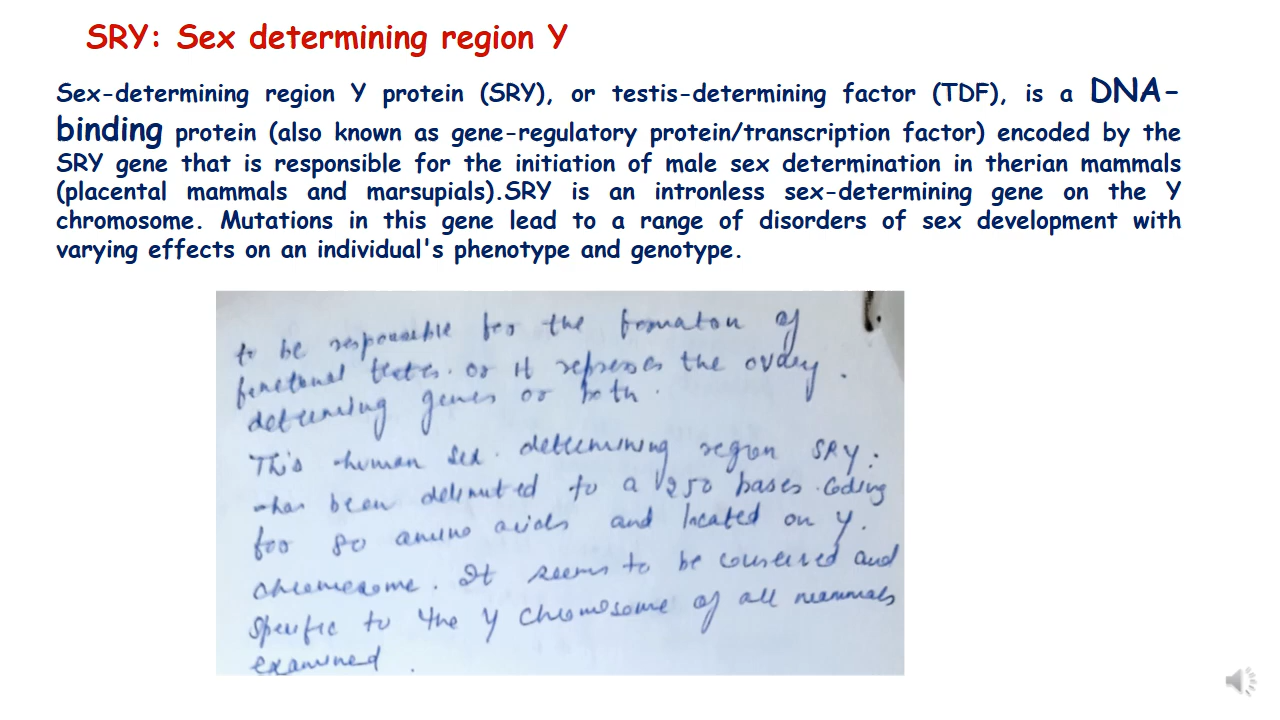 SRY: Sex determining region Y
Sex-determining region Y protein (SRY), or testis-determining factor (TDF), is a DNA-
binding protein (also known as gene-regulatory protein/transcription factor) encoded by the
SRY gene that is responsible for the initiation of male sex determination in therian mammals
(placental mammals and marsupials).SRY is an intronless sex-determining gene on the Y
chromosome. Mutations in this gene lead to a range of disorders of sex development with
varying effects on an individual's phenotype and genotype.
to be responsible for the formation of
functional testes. or It represses the ovary.
determining genes or both.
This human sex. determining region SRY.
has been delimited to a 250 bases. Coding
for 80 amino acids and located on Y.
chromosome. It seems to be conserved and
specific to the Y chromosome of all mammals
examined.